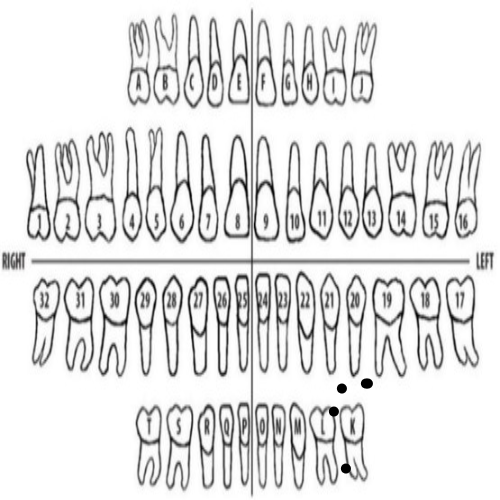 A B C D E F G H I J
1 2 3 4 5 6 7 8 9 10 11 12 13 14 15 16
RIGHT LEFT
32 31 30 29 28 27 26 25 24 23 22 21 20 19 18 17
T S R Q P O N M L K